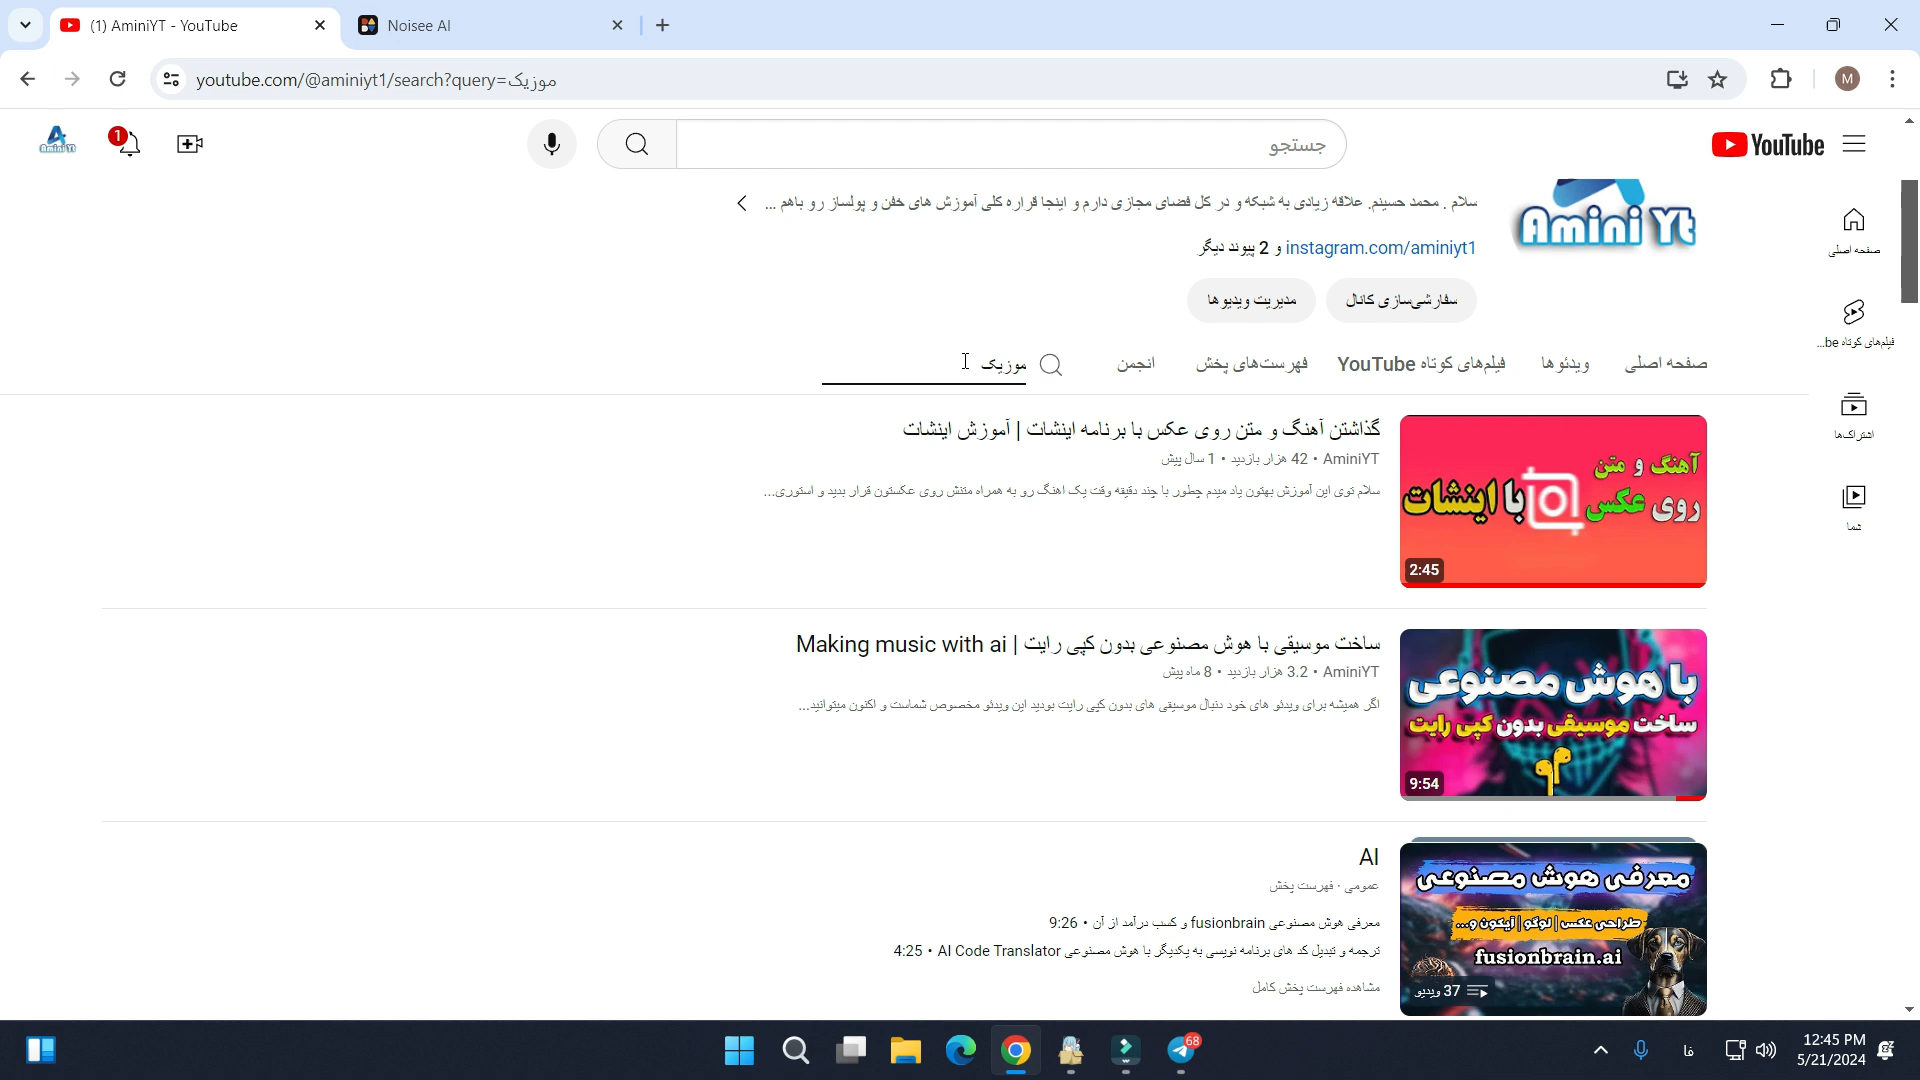 (1) AminiYT - YouTube
Noisee AI
youtube.com/@aminiyt1/search?query=موزیک
M
Amini Yt
1
جستجو
YouTube
سلام . محمد حسینم. علاقه زیادی به شبکه و در کل فضای مجازی دارم و اینجا قراره کلی آموزش های خفن و پولساز رو باهم ...
instagram.com/aminiyt1 و 2 پیوند دیگر
Amini Yt
سفارشی‌سازی کانال
مدیریت ویدیوها
صفحه اصلی
ویدئوها
فیلم‌های کوتاه YouTube
فهرست‌های پخش
انجمن
موزیک
صفحه اصلی
فیلم‌های کوتاه be...
اشتراک‌ها
شما
گذاشتن آهنگ و متن روی عکس با برنامه اینشات | آموزش اینشات
AminiYT • 42 هزار بازدید • 1 سال پیش
سلام توی این آموزش بهتون یاد میدم چطور با چند دقیقه وقت یک اهنگ رو به همراه متنش روی عکستون قرار بدید و استوری...
آهنگ و متن
روی عکس با اینشات
2:45
ساخت موسیقی با هوش مصنوعی بدون کپی رایت | Making music with ai
AminiYT • 3.2 هزار بازدید • 8 ماه پیش
اگر همیشه برای ویدئو های خود دنبال موسیقی های بدون کپی رایت بودید این ویدئو مخصوص شماست و اکنون میتوانید...
با هوش مصنوعی
ساخت موسیقی بدون کپی رایت
9:54
AI
عمومی · فهرست پخش
معرفی هوش مصنوعی fusionbrain و کسب درآمد از آن • 9:26
ترجمه و تبدیل کد های برنامه نویسی به یکدیگر با هوش مصنوعی AI Code Translator • 4:25
مشاهده فهرست پخش کامل
معرفی هوش مصنوعی
طراحی عکس | لوگو | آیکون و...
fusionbrain.ai
37 ویدیو
68
فا
12:45 PM
5/21/2024